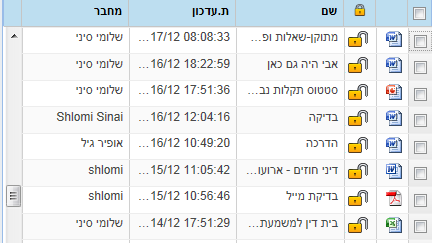 שם ת.עדכון מחבר
מתוקן-שאלות ופ... 17/12 08:08:33... שלומי סיני
אבי היה גם כאן 16/12 18:22:59... שלומי סיני
סטטוס תקלות נב... 16/12 17:51:36... שלומי סיני
בדיקה 16/12 12:04:16... Shlomi Sinai
הדרכה 16/12 10:49:20... אופיר גיל
דיני חוזים - ארועו... 15/12 11:05:42... shlomi
בדיקת מייל 15/12 10:56:46... shlomi
בית דין למשמעת... 14/12 17:51:29... שלומי סיני